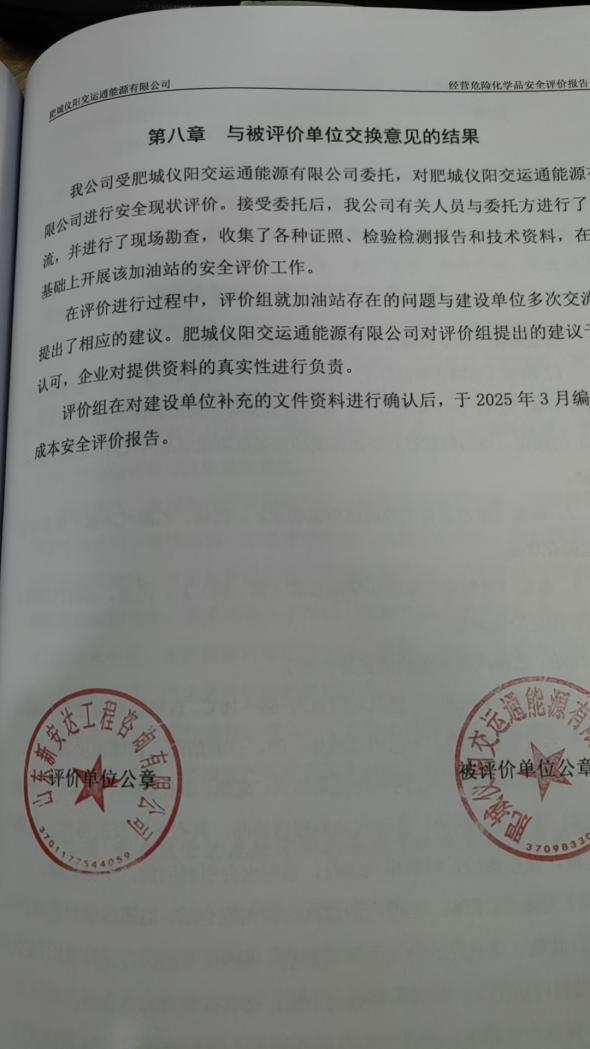 肥城仪阳交运通能源有限公司
经营危险化学品安全评价报告
第八章 与被评价单位交换意见的结果
我公司受肥城仪阳交运通能源有限公司委托，对肥城仪阳交运通能源有
限公司进行安全现状评价。接受委托后，我公司有关人员与委托方进行了
流，并进行了现场勘查，收集了各种证照、检验检测报告和技术资料，在
基础上开展该加油站的安全评价工作。
在评价进行过程中，评价组就加油站存在的问题与建设单位多次交流
提出了相应的建议。肥城仪阳交运通能源有限公司对评价组提出的建议予
认可，企业对提供资料的真实性进行负责。
评价组在对建设单位补充的文件资料进行确认后，于 2025 年 3 月编
成本安全评价报告。
山东新安达工程咨询有限公司
评价单位公章
3701177544059
肥城仪阳交运通能源有限
被评价单位公章
3709830